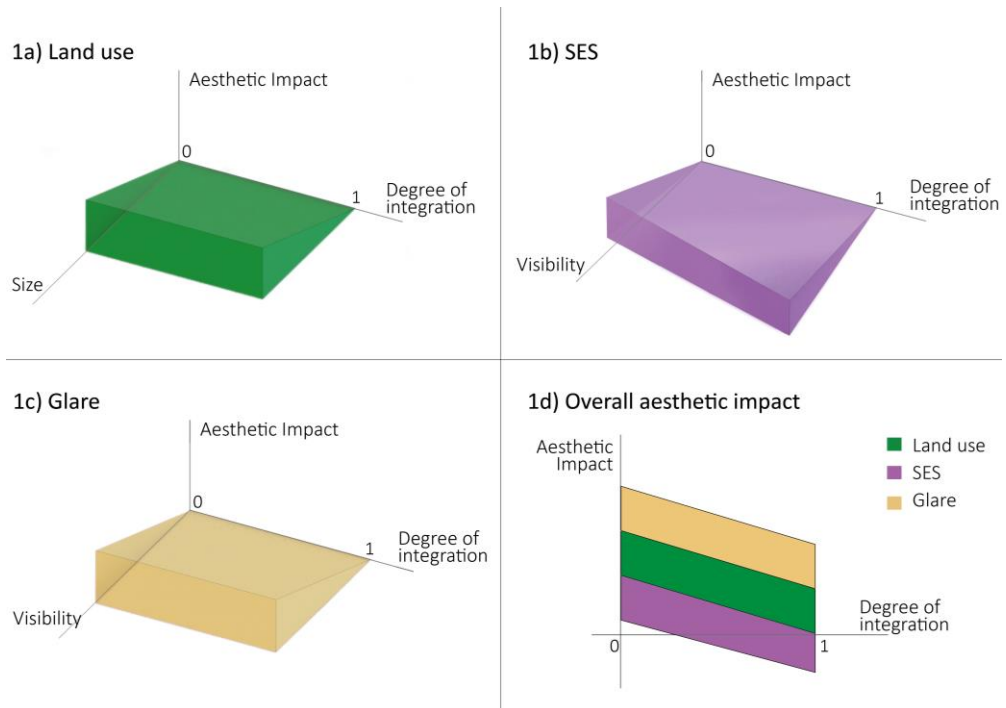 1a) Land use
Aesthetic Impact
0
1
Degree of
integration
Size
1b) SES
Aesthetic Impact
0
1
Degree of
integration
Visibility
1c) Glare
Aesthetic Impact
0
1
Degree of
integration
Visibility
1d) Overall aesthetic impact
Aesthetic
Impact
Land use
SES
Glare
Degree of
integration
0
1